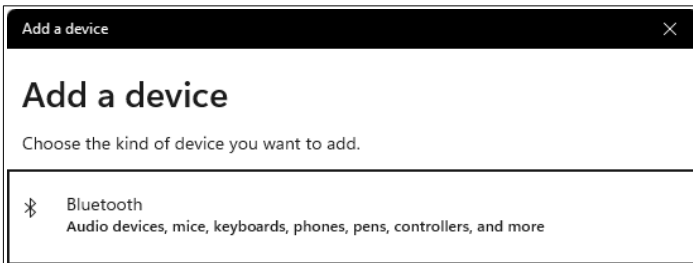 Add a device
Add a device
Choose the kind of device you want to add.
Bluetooth
Audio devices, mice, keyboards, phones, pens, controllers, and more